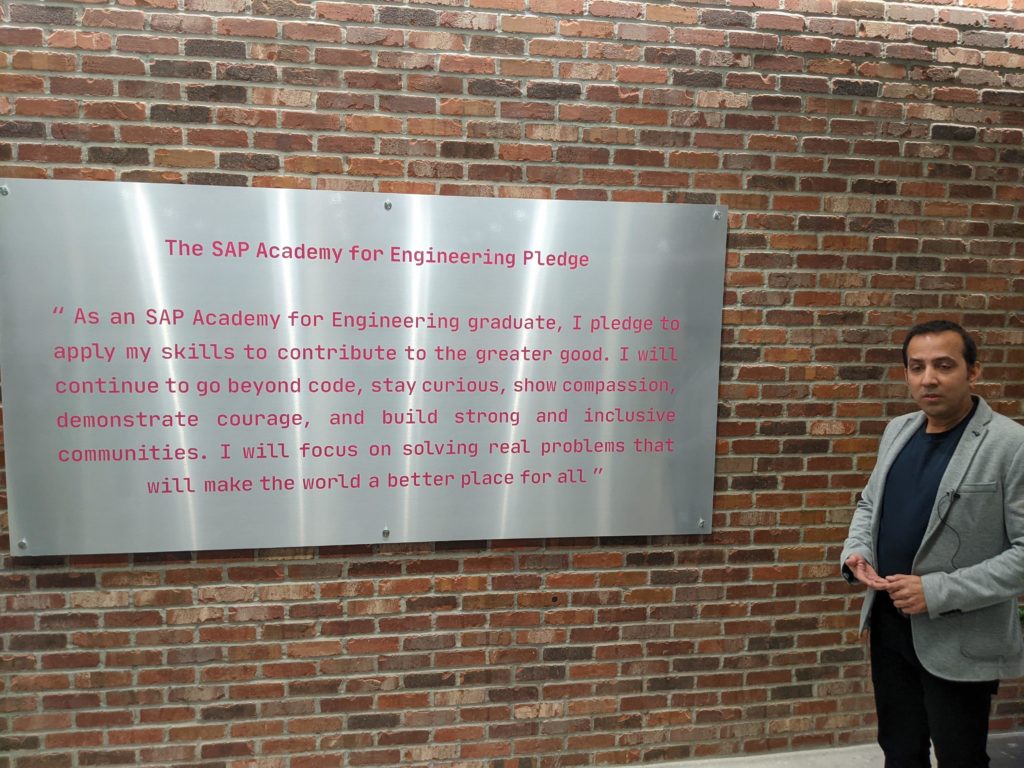 The SAP Academy for Engineering Pledge
“ As an SAP Academy for Engineering graduate, I pledge to
apply my skills to contribute to the greater good. I will
continue to go beyond code, stay curious, show compassion,
demonstrate courage, and build strong and inclusive
communities. I will focus on solving real problems that
will make the world a better place for all ”